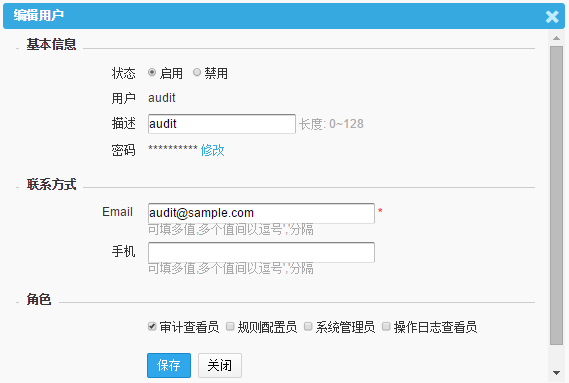 编辑用户
基本信息
状态 启用 禁用
用户 audit
描述 audit 长度: 0~128
密码 ********** 修改
联系方式
Email audit@sample.com *
可填多值,多个值间以逗号','分隔
手机
可填多值,多个值间以逗号','分隔
角色
审计查看员 规则配置员 系统管理员 操作日志查看员
保存 关闭